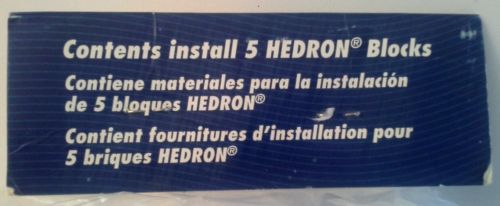 Contents install 5 HEDRON® Blocks
Contiene materiales para la instalación
de 5 bloques HEDRON®
Contient fournitures d'installation pour
5 briques HEDRON®